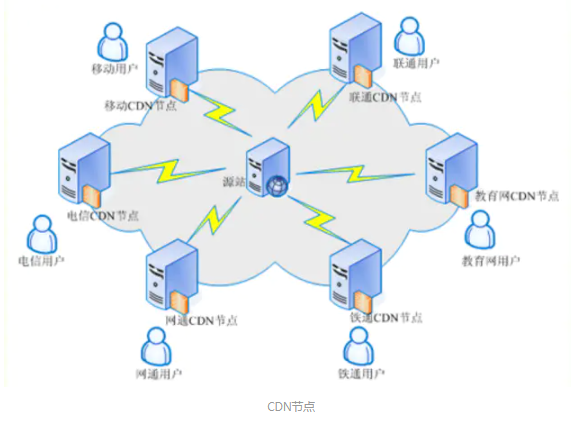 移动用户
联通用户
移动CDN节点
联通CDN节点
源站
教育网CDN节点
电信CDN节点
电信用户
教育网用户
网通CDN节点
铁通CDN节点
网通用户
铁通用户
CDN节点